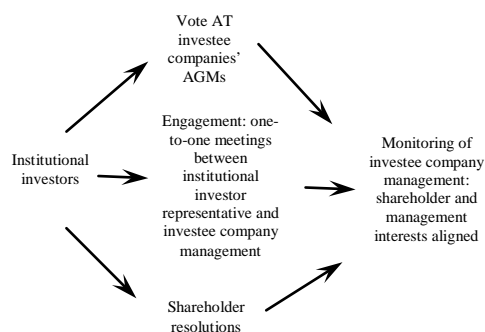 Vote AT
investee
companies’
AGMs
Engagement: one-
to-one meetings
between
institutional
investor
representative and
investee company
management
Institutional
investors
Monitoring of
investee company
management:
shareholder and
management
interests aligned
Shareholder
resolutions